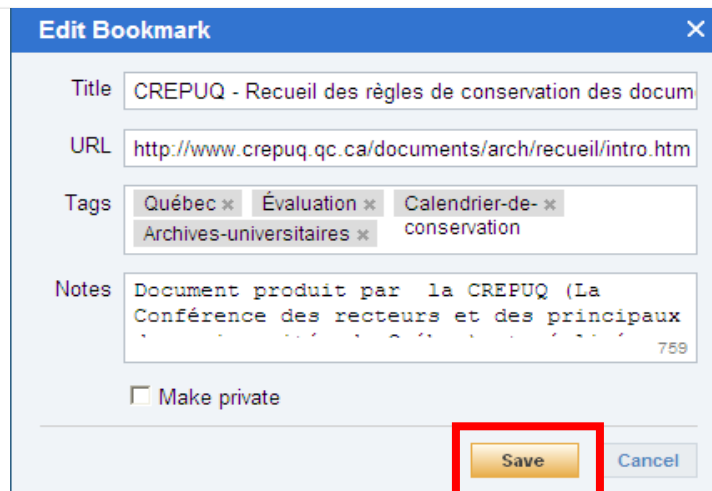 Edit Bookmark
Title CREPUQ - Recueil des règles de conservation des docum
URL http://www.crepuq.qc.ca/documents/arch/recueil/intro.htm
Tags Québec Évaluation Calendrier-de-
Archives-universitaires conservation
Notes Document produit par la CREPUQ (La
Conférence des recteurs et des principaux
759
Make private
Save Cancel